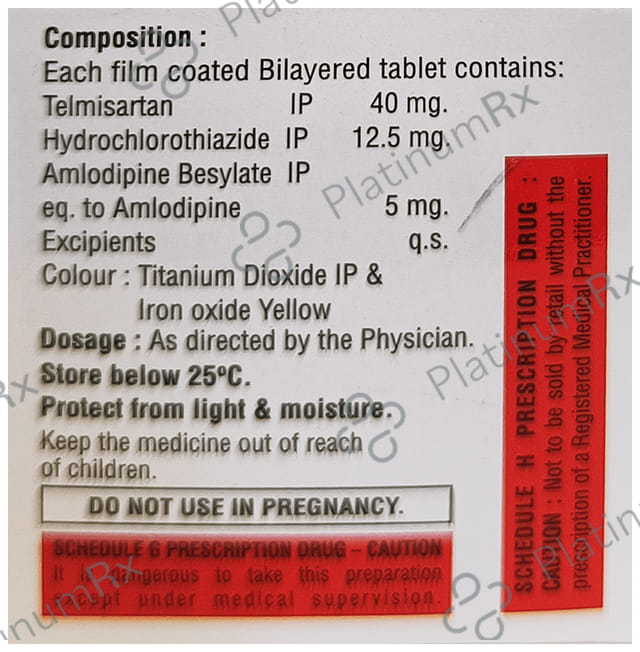 Composition :
Each film coated Bilayered tablet contains:
Telmisartan IP 40 mg.
Hydrochlorothiazide IP 12.5 mg.
Amlodipine Besylate IP
eq. to Amlodipine 5 mg.
Excipients q.s.
Colour : Titanium Dioxide IP &
Iron oxide Yellow
Dosage : As directed by the Physician.
Store below 25ºC.
Protect from light & moisture.
Keep the medicine out of reach
of children.
DO NOT USE IN PREGNANCY.
SCHEDULE G PRESCRIPTION DRUG – CAUTION
It is dangerous to take this preparation
except under medical supervision.
SCHEDULE H PRESCRIPTION DRUG :
CAUTION : Not to be sold by retail without the
prescription of a Registered Medical Practitioner.
PlatinumRx
PlatinumRx
PlatinumRx